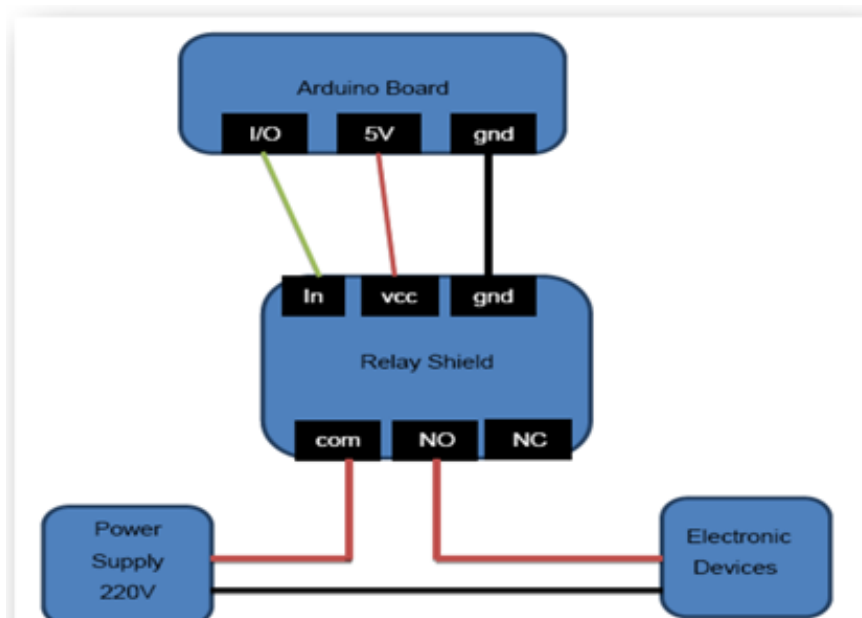 Arduino Board
I/O 5V gnd
In vcc gnd
Relay Shield
com NO NC
Power
Supply
220V
Electronic
Devices